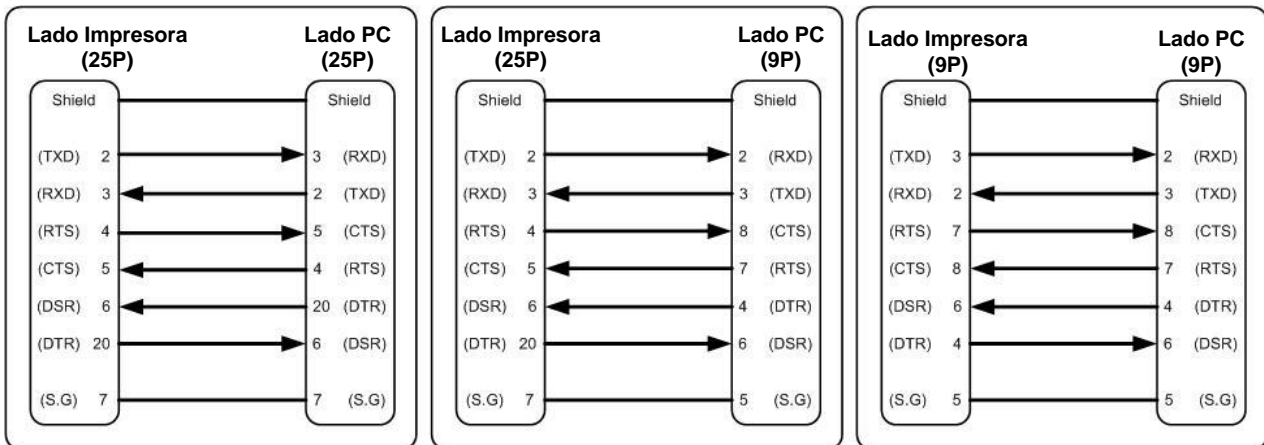 Lado Impresora (25P) Lado PC (25P)
Shield Shield
(TXD) 2 3 (RXD)
(RXD) 3 2 (TXD)
(RTS) 4 5 (CTS)
(CTS) 5 4 (RTS)
(DSR) 6 20 (DTR)
(DTR) 20 6 (DSR)
(S.G) 7 7 (S.G)
Lado Impresora (25P) Lado PC (9P)
Shield Shield
(TXD) 2 2 (RXD)
(RXD) 3 3 (TXD)
(RTS) 4 8 (CTS)
(CTS) 5 7 (RTS)
(DSR) 6 4 (DTR)
(DTR) 20 6 (DSR)
(S.G) 7 5 (S.G)
Lado Impresora (9P) Lado PC (9P)
Shield Shield
(TXD) 3 2 (RXD)
(RXD) 2 3 (TXD)
(RTS) 7 8 (CTS)
(CTS) 8 7 (RTS)
(DSR) 6 4 (DTR)
(DTR) 4 6 (DSR)
(S.G) 5 5 (S.G)